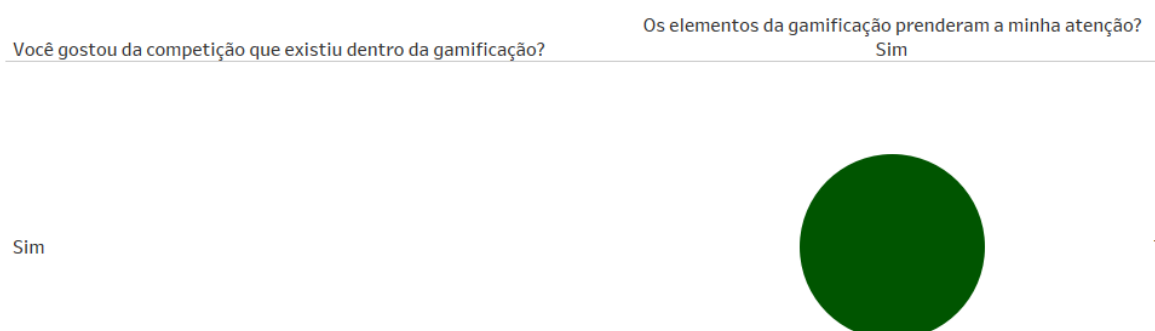 Os elementos da gamificação prenderam a minha atenção?
Você gostou da competição que existiu dentro da gamificação?
Sim
Sim